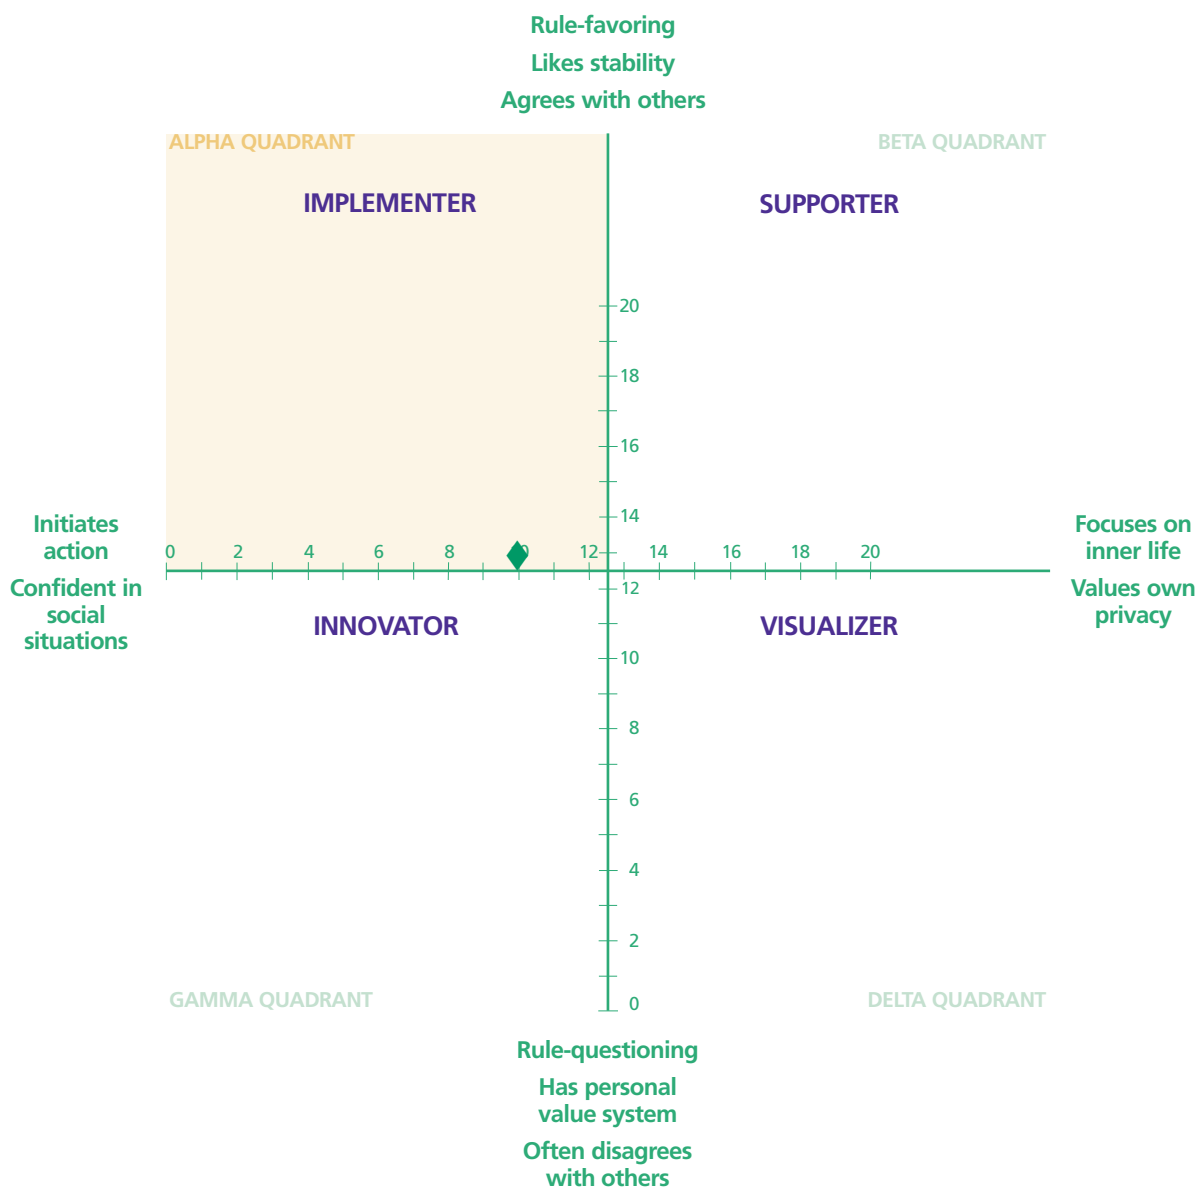 Rule-favoring
Likes stability
Agrees with others
ALPHA QUADRANT
BETA QUADRANT
IMPLEMENTER
SUPPORTER
20
18
16
14
Initiates
action
Confident in
social
situations
0 2 4 6 8 0 12 14 16 18 20
Focuses on
inner life
Values own
privacy
12
INNOVATOR
VISUALIZER
10
8
6
4
2
0
GAMMA QUADRANT
DELTA QUADRANT
Rule-questioning
Has personal
value system
Often disagrees
with others